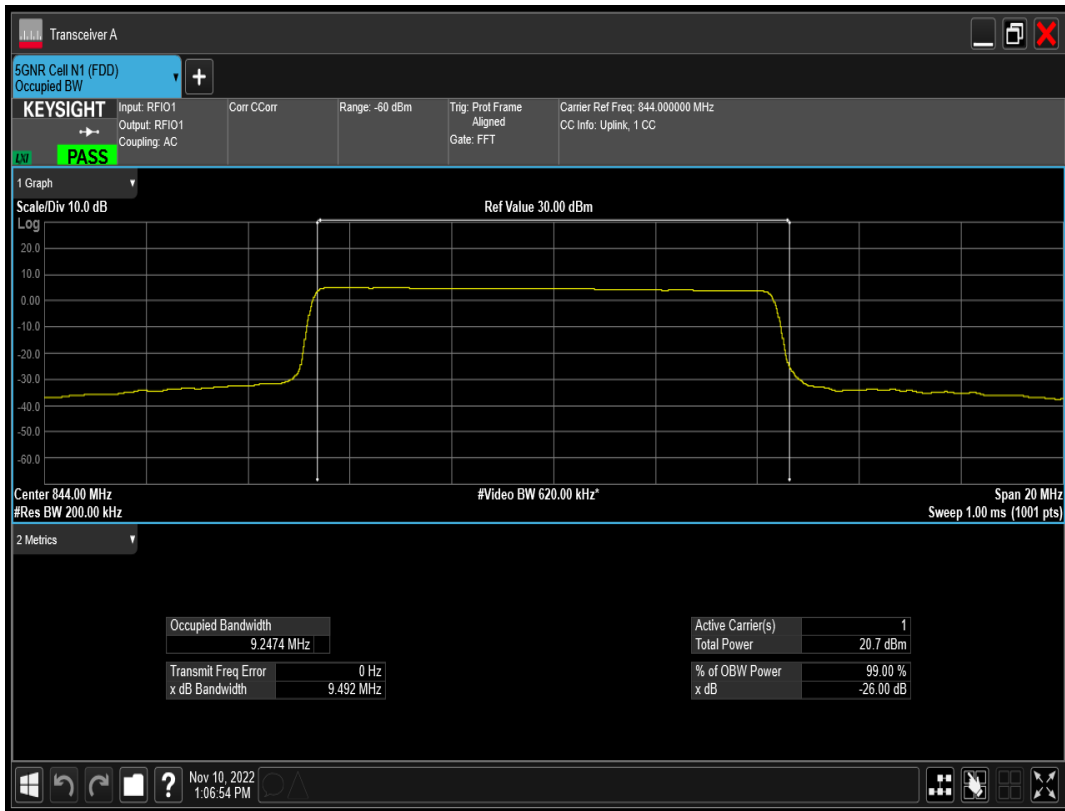 Transceiver A
5GNR Cell N1 (FDD)
Occupied BW
+
KEYSIGHT
LXI
PASS
Input: RFIO1
Output: RFIO1
Coupling: AC
Corr CCorr
Range: -60 dBm
Trig: Prot Frame
Aligned
Gate: FFT
Carrier Ref Freq: 844.000000 MHz
CC Info: Uplink, 1 CC
1 Graph
Scale/Div 10.0 dB
Ref Value 30.00 dBm
Log
20.0
10.0
0.00
-10.0
-20.0
-30.0
-40.0
-50.0
-60.0
Center 844.00 MHz
#Video BW 620.00 kHz*
Span 20 MHz
#Res BW 200.00 kHz
Sweep 1.00 ms (1001 pts)
2 Metrics
Occupied Bandwidth
9.2474 MHz
Transmit Freq Error 0 Hz
x dB Bandwidth 9.492 MHz
Active Carrier(s) 1
Total Power 20.7 dBm
% of OBW Power 99.00 %
x dB -26.00 dB
?
Nov 10, 2022
1:06:54 PM